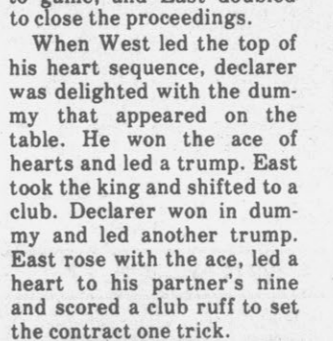 to game, and East doubled
to close the proceedings.
When West led the top of
his heart sequence, declarer
was delighted with the dum-
my that appeared on the
table. He won the ace of
hearts and led a trump. East
took the king and shifted to a
club. Declarer won in dum-
my and led another trump.
East rose with the ace, led a
heart to his partner's nine
and scored a club ruff to set
the contract one trick.